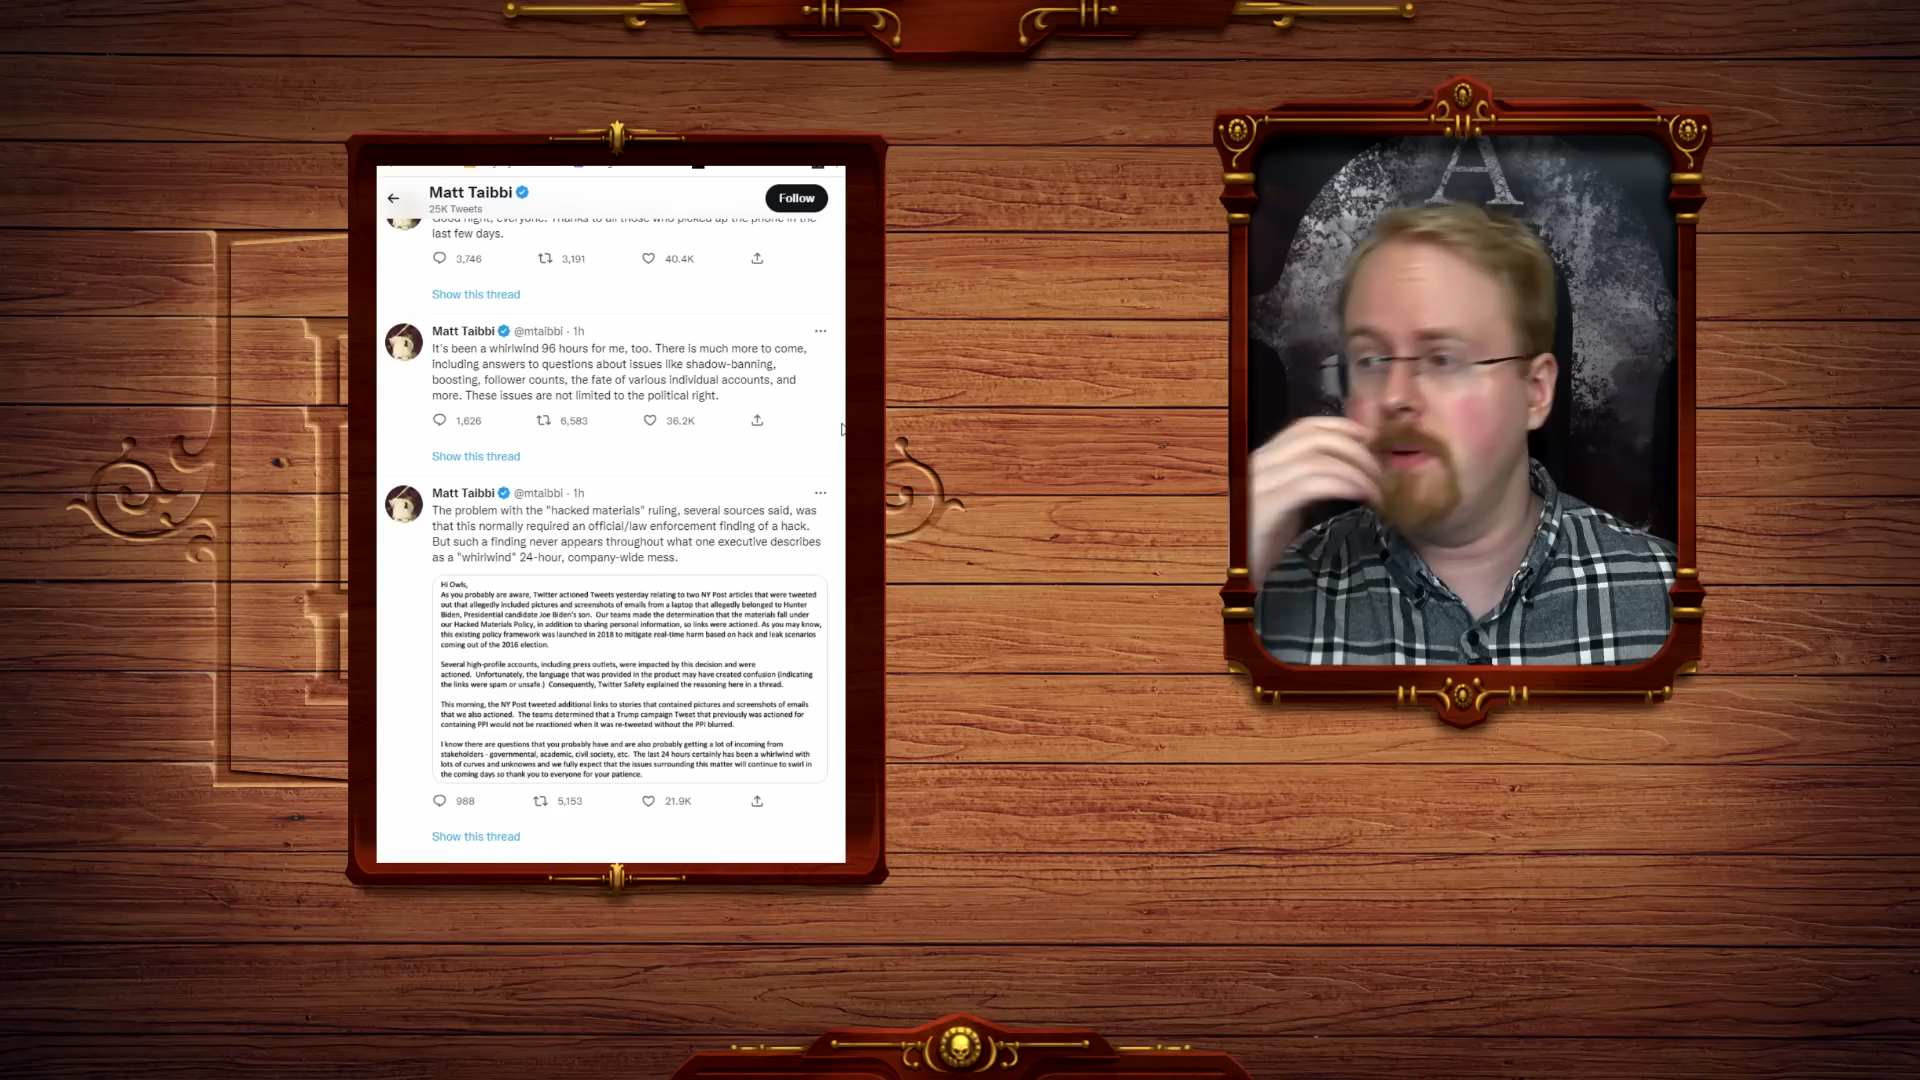 Matt Taibbi
25K Tweets
Follow
Good night, everyone. Thanks to all those who picked up the phone in the
last few days.
3,746 3,191 40.4K
Show this thread
Matt Taibbi @mtaibbi · 1h
It's been a whirlwind 96 hours for me, too. There is much more to come,
including answers to questions about issues like shadow-banning,
boosting, follower counts, the fate of various individual accounts, and
more. These issues are not limited to the political right.
1,626 6,583 36.2K
Show this thread
Matt Taibbi @mtaibbi · 1h
The problem with the "hacked materials" ruling, several sources said, was
that this normally required an official/law enforcement finding of a hack.
But such a finding never appears throughout what one executive describes
as a "whirlwind" 24-hour, company-wide mess.
Hi Owls,
As you probably are aware, Twitter actioned Tweets yesterday relating to two NY Post articles that were tweeted
out that allegedly included pictures and screenshots of emails from a laptop that allegedly belonged to Hunter
Biden, Presidential candidate Joe Biden's son. Our teams made the determination that the materials fall under
our Hacked Materials Policy, in addition to sharing personal information, so links were actioned. As you may know,
this existing policy framework was launched in 2018 to mitigate real-time harm based on hack and leak scenarios
coming out of the 2016 election.
Several high-profile accounts, including press outlets, were impacted by this decision and were
actioned. Unfortunately, the language that was provided in the product may have created confusion (indicating
the links were spam or unsafe.) Consequently, Twitter Safety explained the reasoning here in a thread.
This morning, the NY Post tweeted additional links to stories that contained pictures and screenshots of emails
that we also actioned. The teams determined that a Trump campaign Tweet that previously was actioned for
containing PPI would not be reactioned when it was re-tweeted without the PPI blurred.
I know there are questions that you probably have and are also probably getting a lot of incoming from
stakeholders - governmental, academic, civil society, etc. The last 24 hours certainly has been a whirlwind with
lots of curves and unknowns and we fully expect that the issues surrounding this matter will continue to swirl in
the coming days so thank you to everyone for your patience.
988 5,153 21.9K
Show this thread
A